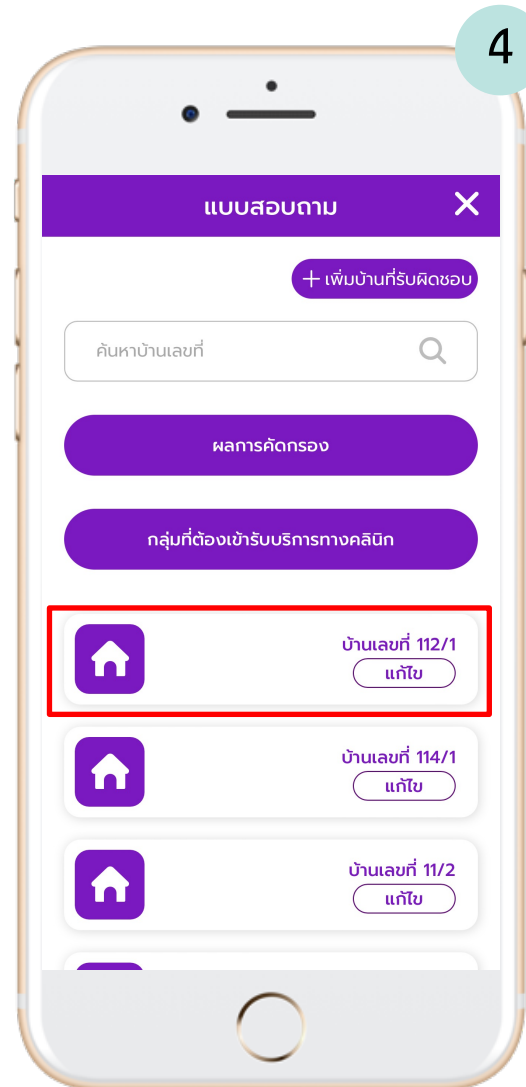 4
แบบสอบถาม
+ เพิ่มบ้านที่รับผิดชอบ
ค้นหาบ้านเลขที่
ผลการคัดกรอง
กลุ่มที่ต้องเข้ารับบริการทางคลินิก
บ้านเลขที่ 112/1
แก้ไข
บ้านเลขที่ 114/1
แก้ไข
บ้านเลขที่ 11/2
แก้ไข